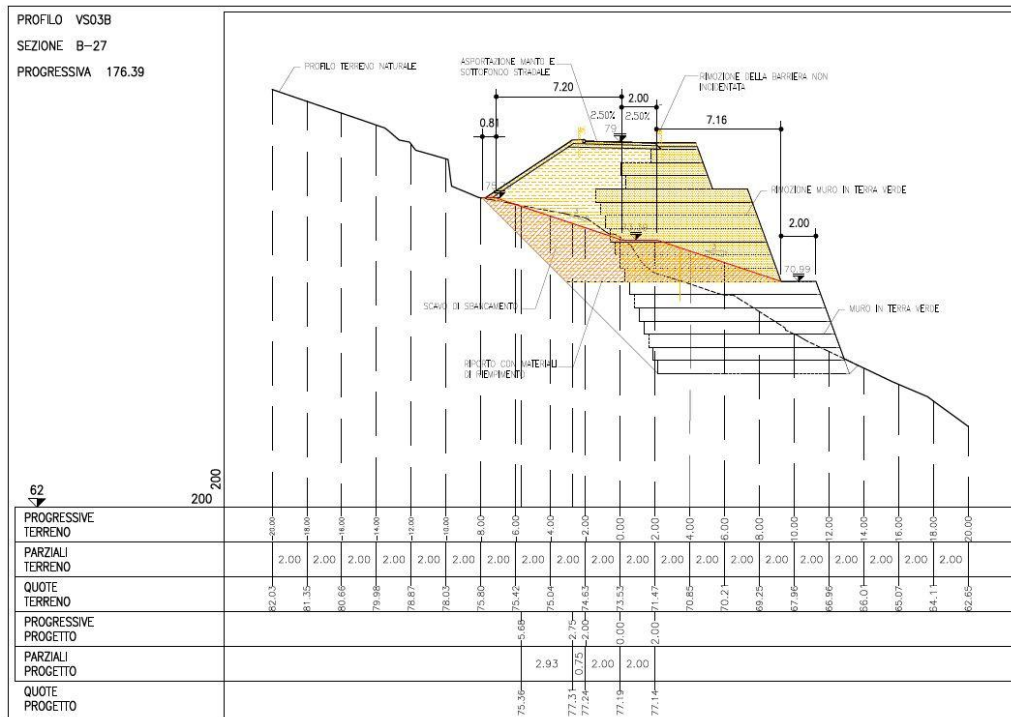 PROFILO VS03B
SEZIONE B-27
PROGRESSIVA 176.39
PROFILO TERRENO NATURALE
ASPORTAZIONE MANTO E
SOTTOFONDO STRADALE
RIMOZIONE DELLA BARRIERA NON
INCIDENTATA
7.20
2.00
2.50%
2.50%
7.16
0.81
79
RIMOZIONE MURO IN TERRA VERDE
2.00
70.99
SCAVO DI SBANCAMENTO
MURO IN TERRA VERDE
RIPORTO CON MATERIALI
DI RIEMPIMENTO
62
200
200
PROGRESSIVE
TERRENO
-20.00 -18.00 -16.00 -14.00 -12.00 -10.00 -8.00 -6.00 -4.00 -2.00 0.00 2.00 4.00 6.00 8.00 10.00 12.00 14.00 16.00 18.00 20.00
PARZIALI
TERRENO
2.00 2.00 2.00 2.00 2.00 2.00 2.00 2.00 2.00 2.00 2.00 2.00 2.00 2.00 2.00 2.00 2.00 2.00 2.00 2.00
QUOTE
TERRENO
82.03 81.35 80.66 79.98 78.87 78.03 75.80 75.42 75.04 74.63 73.53 71.47 70.85 70.21 69.25 67.96 66.96 66.01 65.07 64.11 62.65
PROGRESSIVE
PROGETTO
5.68 2.75 2.00 0.00 2.00
PARZIALI
PROGETTO
2.93 0.75 2.00 2.00
QUOTE
PROGETTO
75.36 77.31 77.24 77.19 77.14